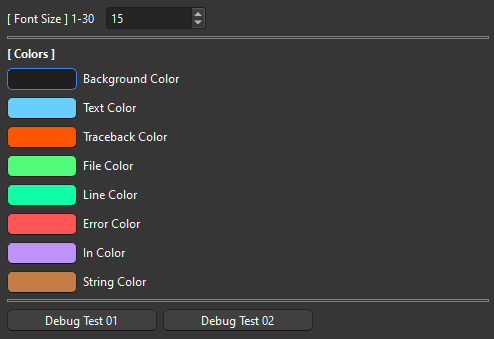 [ Font Size ] 1-30 15
[ Colors ]
Background Color
Text Color
Traceback Color
File Color
Line Color
Error Color
In Color
String Color
Debug Test 01 Debug Test 02